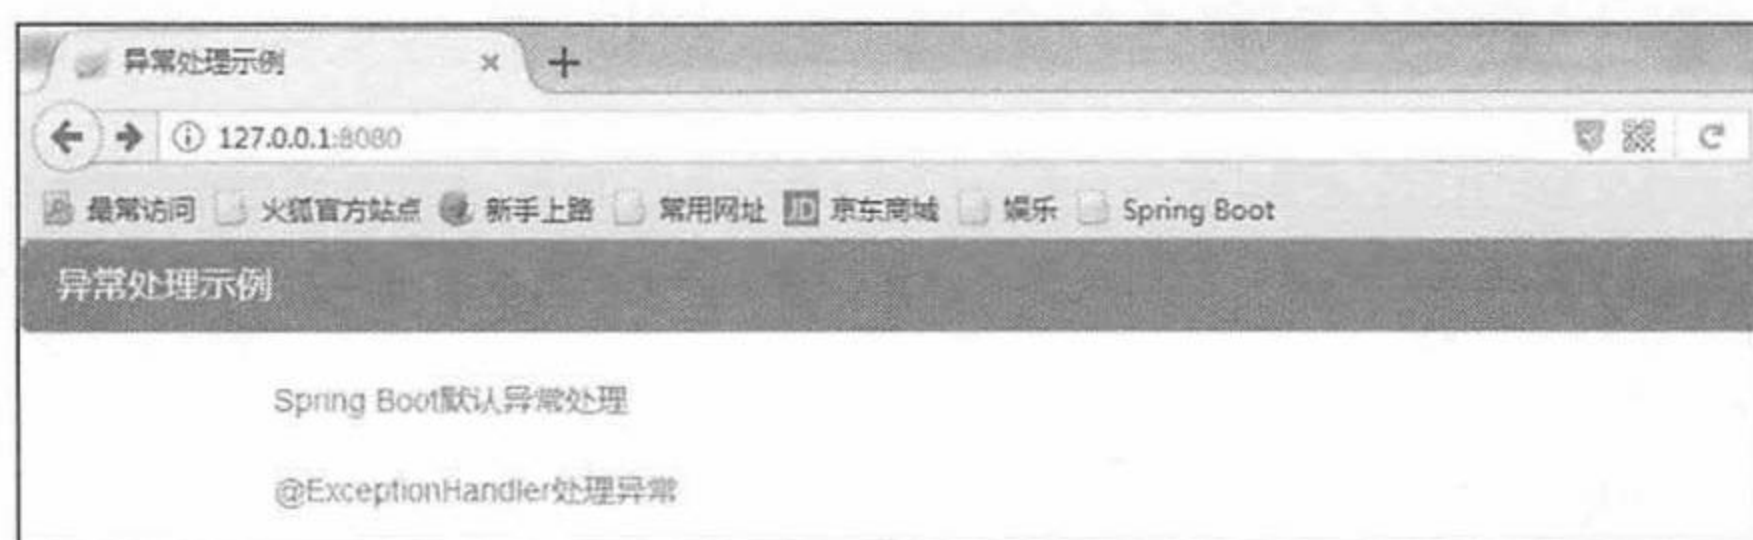 异常处理示例
127.0.0.1:8080
最常访问 火狐官方站点 新手上路 常用网址 JD 京东商城 娱乐 Spring Boot
异常处理示例
Spring Boot默认异常处理
@ExceptionHandler处理异常